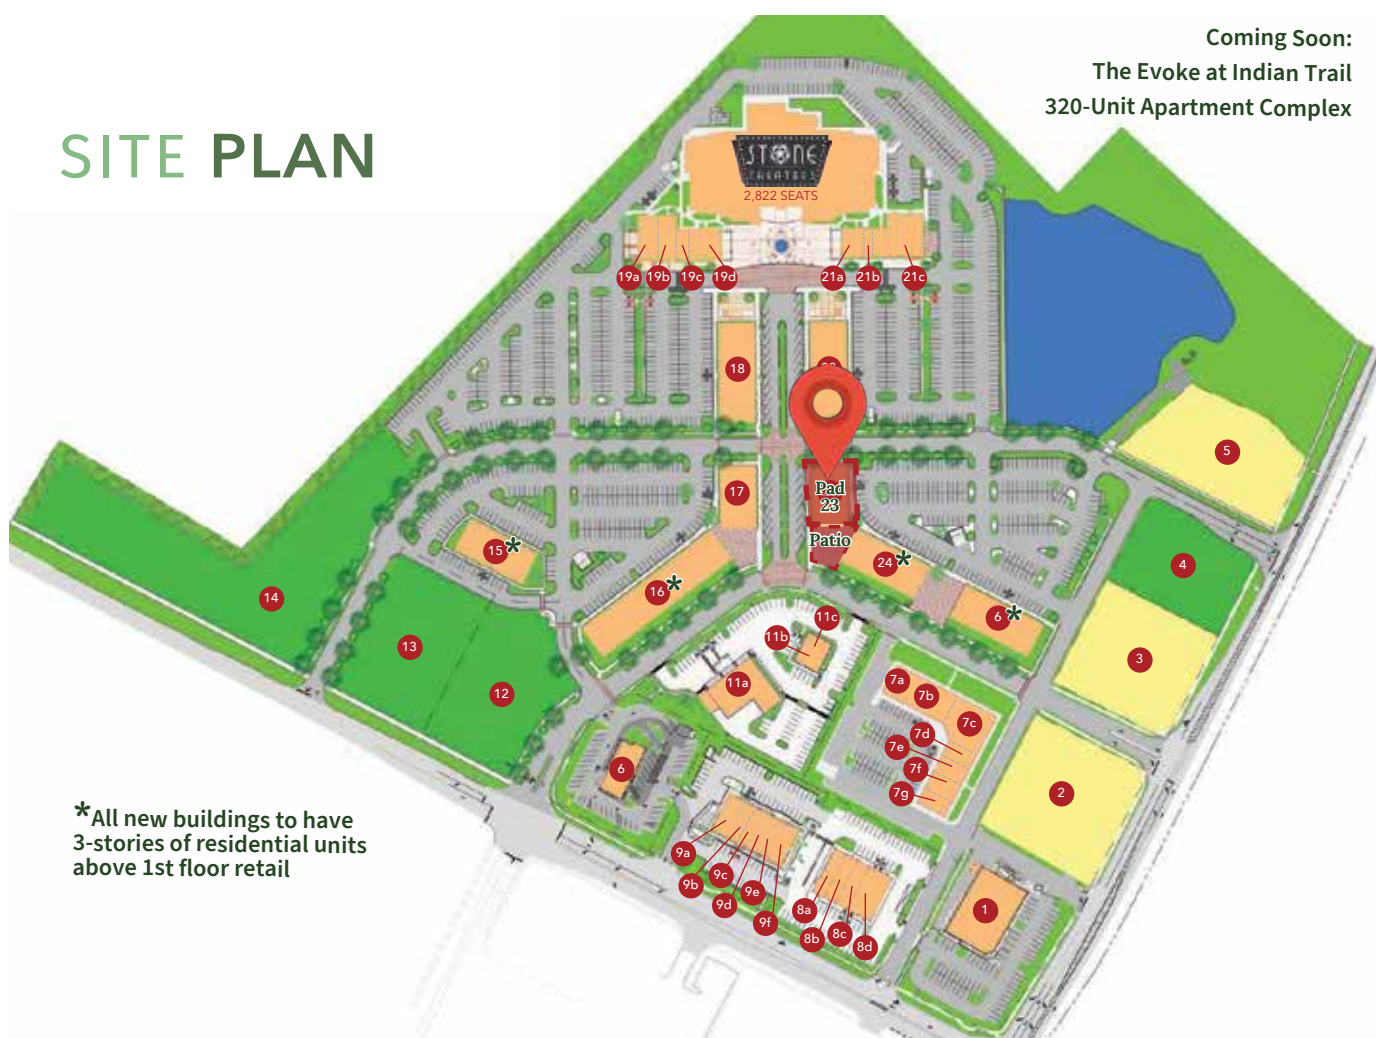 Coming Soon:
The Evoke at Indian Trail
320-Unit Apartment Complex
SITE PLAN
STONE
THEATRES
2,822 SEATS
19a 19b 19c 19d 21a 21b 21c
18
5
17
Pad
23
Patio
15*
24*
4
16*
14
6*
11c
11b
13
3
11a
7a
7b
12
7c
7d
7e
6
7f
7g
2
*All new buildings to have
3-stories of residential units
above 1st floor retail
9a
9b
9c
9d
9e
9f
8a
8b
8c
8d
1